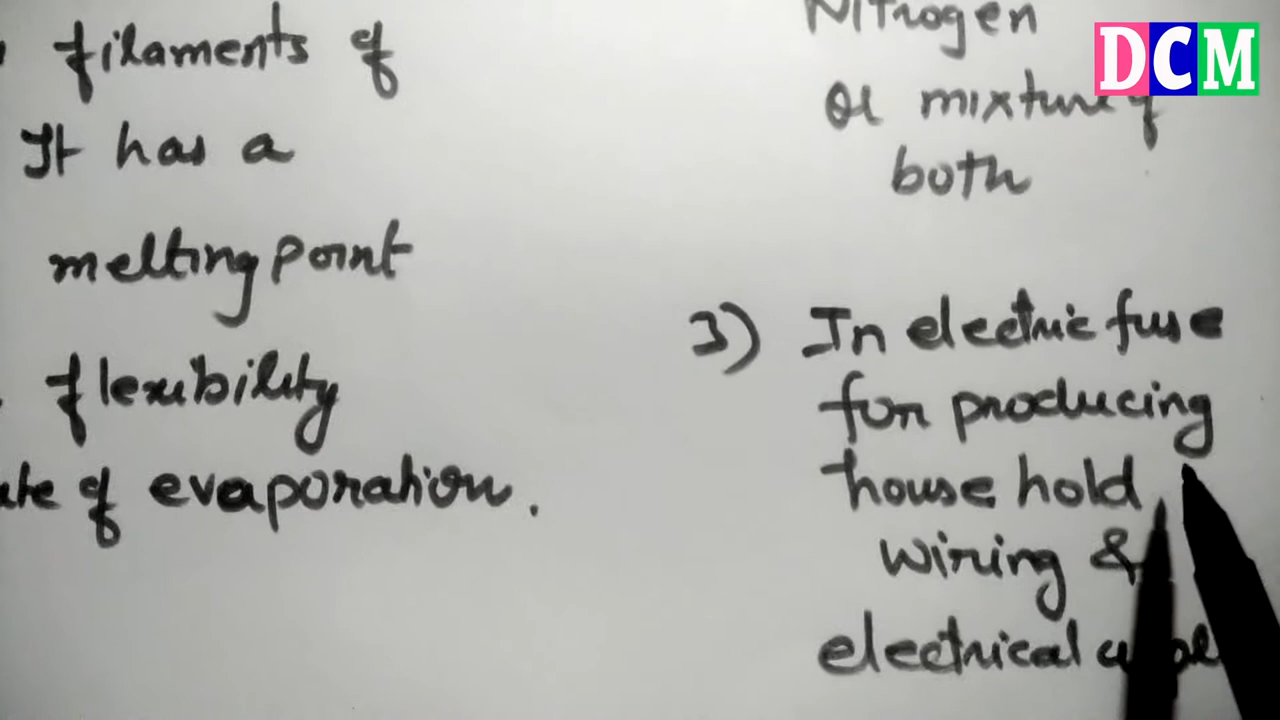 filaments of
It has a
melting point
flexibility
of evaporation.
Nitrogen
or mixture of
both
3) In electric fuse
for producing
house hold
wiring &
electrical
DCM